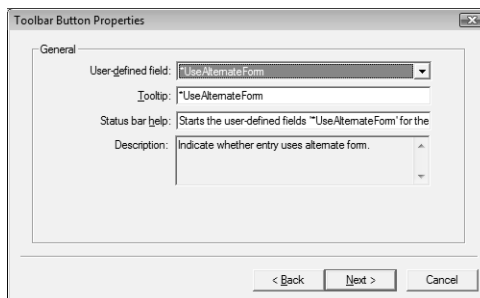 Toolbar Button Properties
General
User-defined field: *UseAlternateForm
Tooltip: *UseAlternateForm
Status bar help: Starts the user-defined fields '*UseAlternateForm' for the
Description: Indicate whether entry uses alternate form.
< Back Next > Cancel